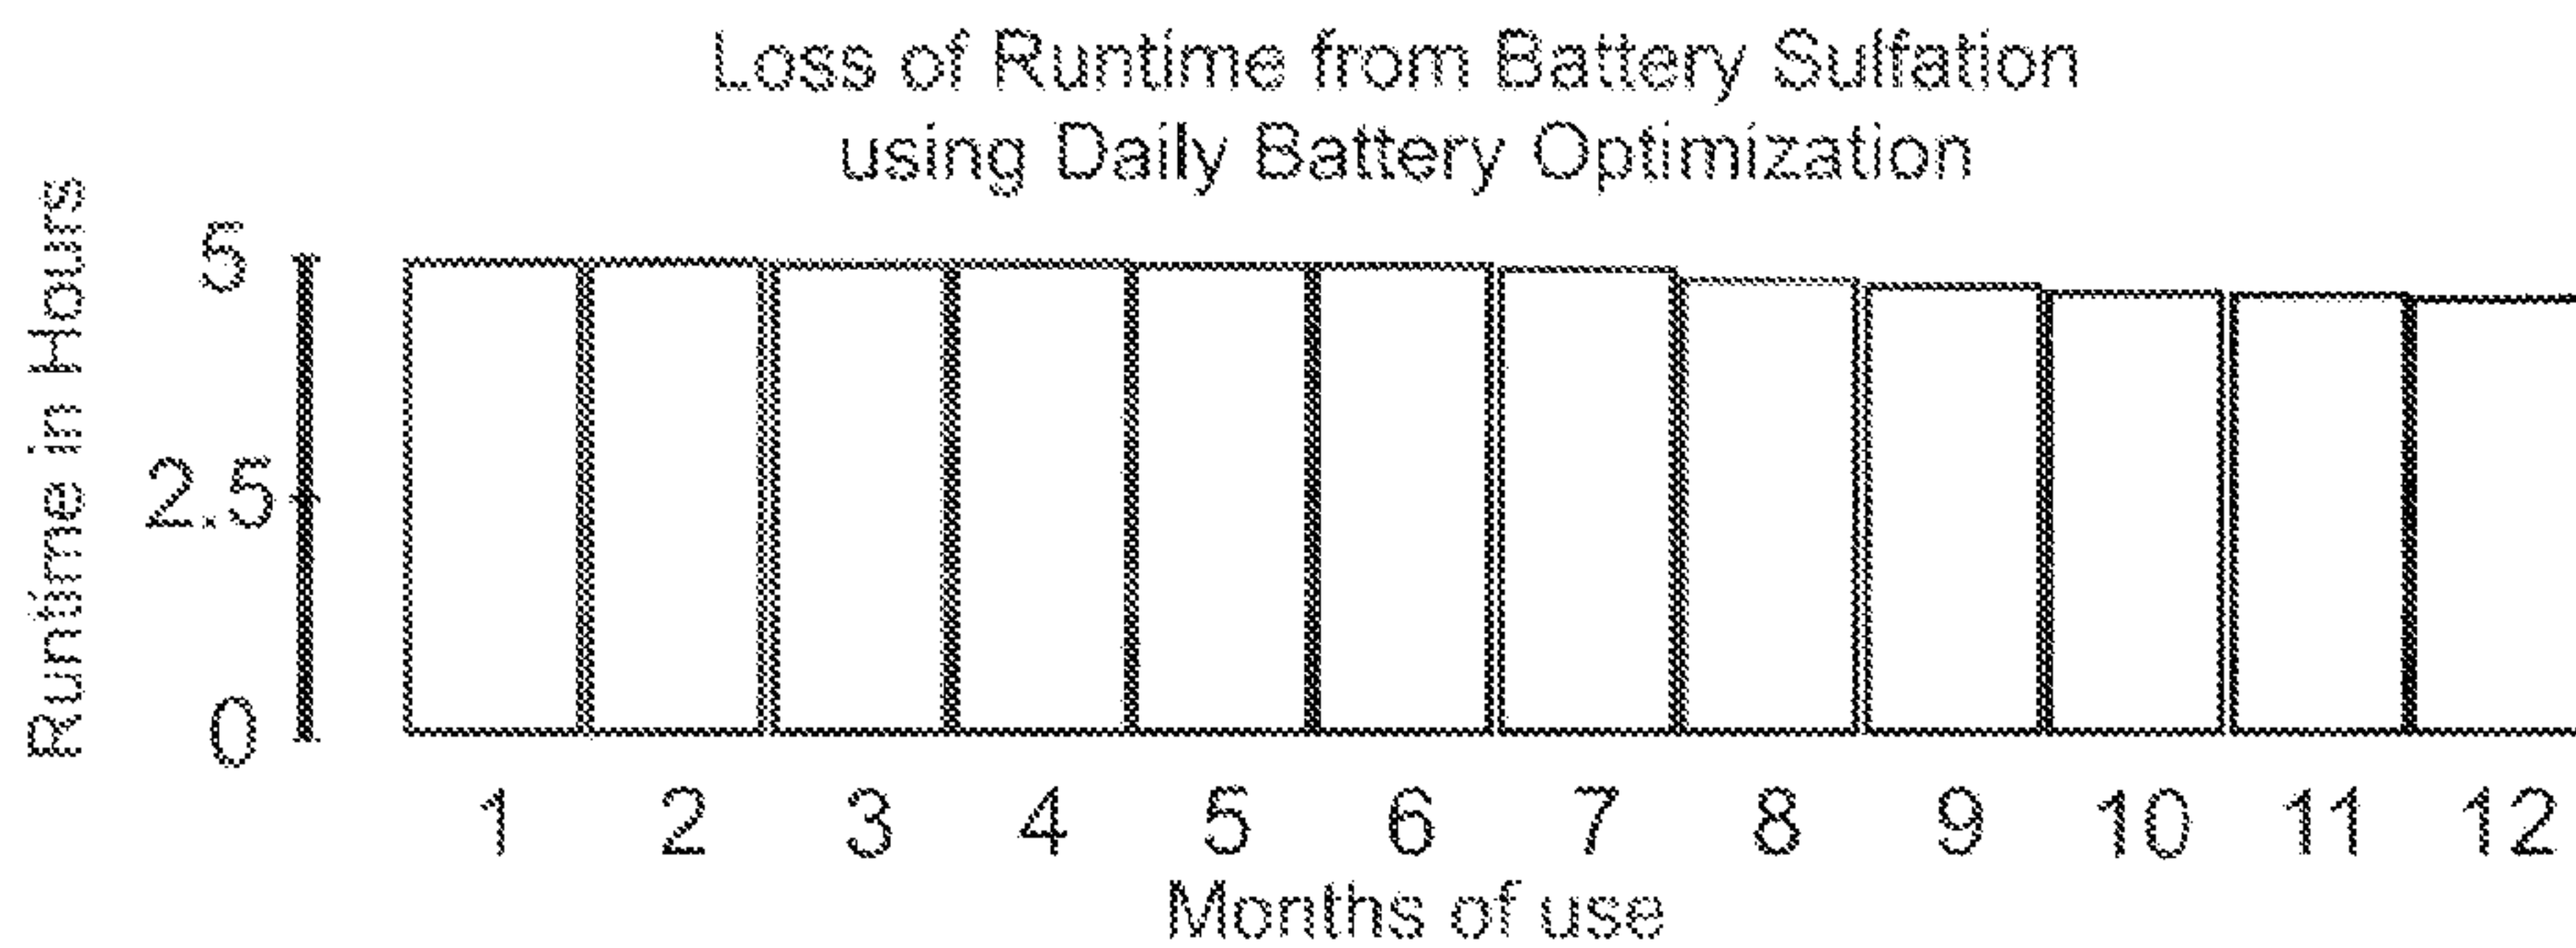 Loss of Runtime from Battery Sulfation
using Daily Battery Optimization
Runtime in Hours
5
2.5
0
1 2 3 4 5 6 7 8 9 10 11 12
Months of use